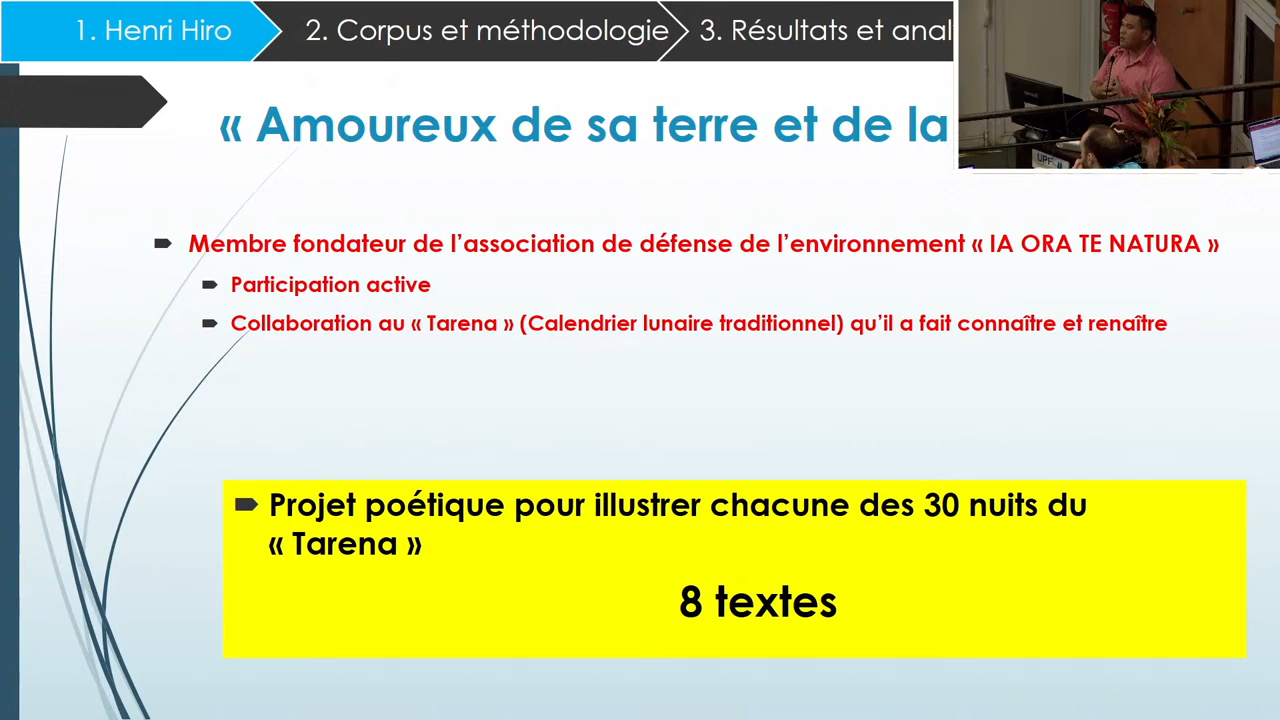 1. Henri Hiro
2. Corpus et méthodologie
3. Résultats et anal
« Amoureux de sa terre et de la
Membre fondateur de l’association de défense de l’environnement « IA ORA TE NATURA »
Participation active
Collaboration au « Tarena » (Calendrier lunaire traditionnel) qu’il a fait connaître et renaître
Projet poétique pour illustrer chacune des 30 nuits du
« Tarena »
8 textes
UPF